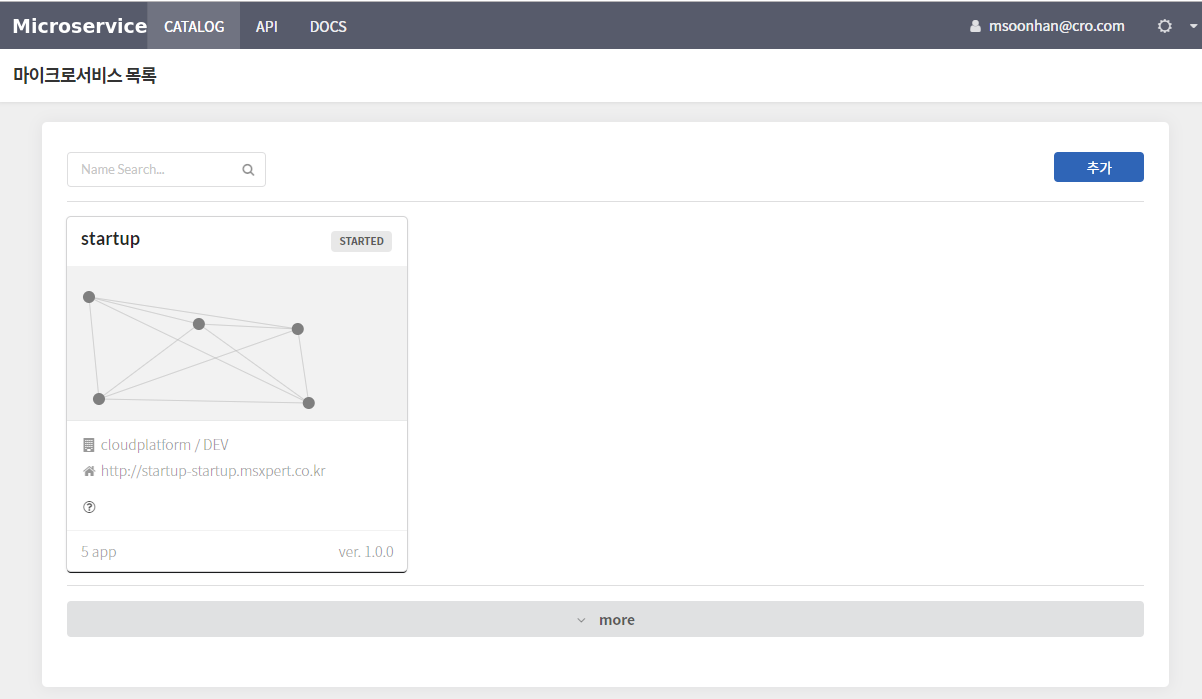 Microservice CATALOG API DOCS msoonhan@cro.com
마이크로서비스 목록
Name Search... 추가
startup STARTED
cloudplatform / DEV
http://startup-startup.msxpert.co.kr
5 app ver. 1.0.0
more